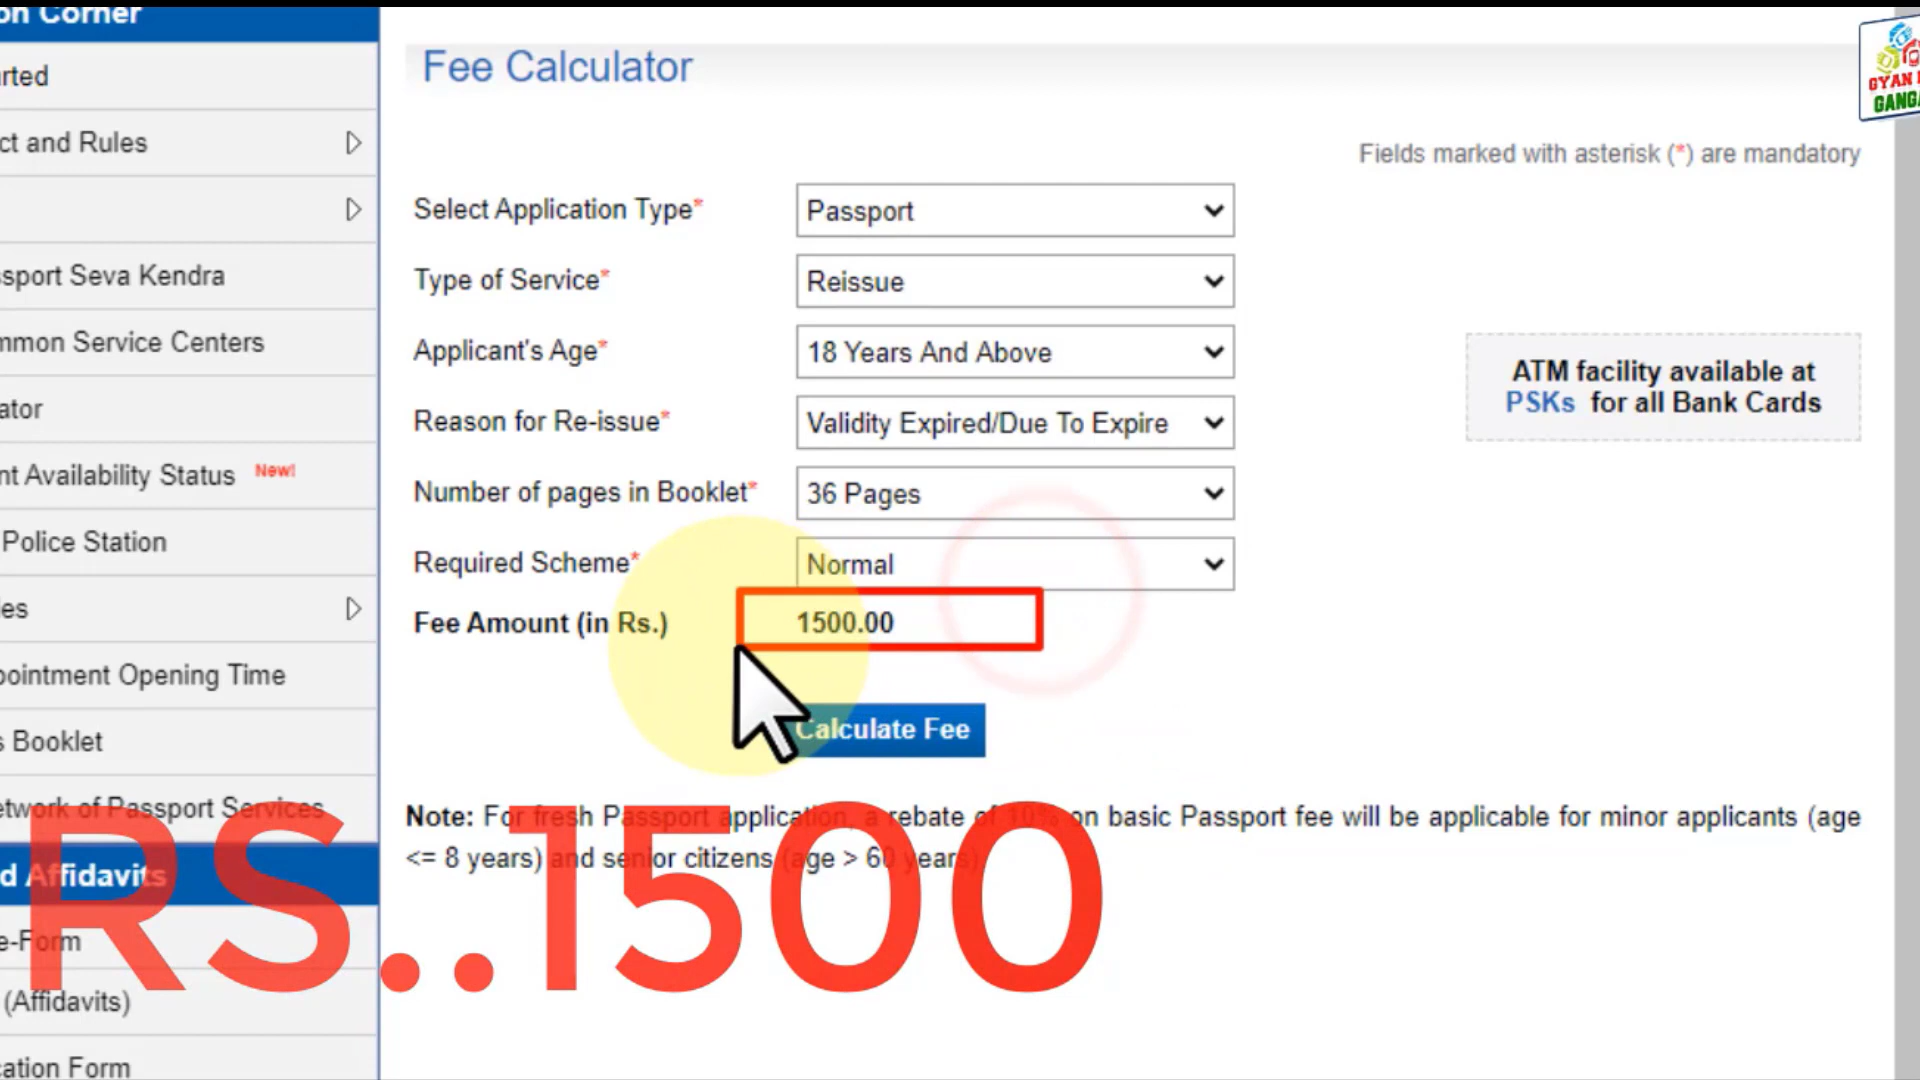 on Corner
rted
ct and Rules
ssport Seva Kendra
mmon Service Centers
ator
nt Availability Status New!
Police Station
es
pointment Opening Time
s Booklet
etwork of Passport Services
d Affidavits
e-Form
(Affidavits)
cation Form
Fee Calculator
Fields marked with asterisk (*) are mandatory
Select Application Type* Passport
Type of Service* Reissue
Applicant's Age* 18 Years And Above
Reason for Re-issue* Validity Expired/Due To Expire
Number of pages in Booklet* 36 Pages
Required Scheme* Normal
Fee Amount (in Rs.) 1500.00
Calculate Fee
ATM facility available at
PSKs for all Bank Cards
Note: For fresh Passport application, a rebate of 10% on basic Passport fee will be applicable for minor applicants (age
<= 8 years) and senior citizens (age > 60 years).
RS..1500
GYAN
GANGA